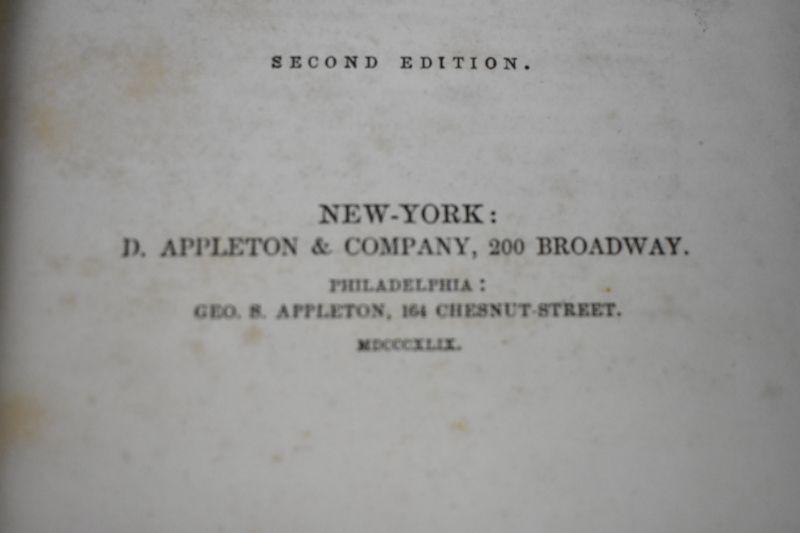 SECOND EDITION.
NEW-YORK:
D. APPLETON & COMPANY, 200 BROADWAY.
PHILADELPHIA:
GEO. S. APPLETON, 164 CHESNUT-STREET.
MDCCCXLIX.